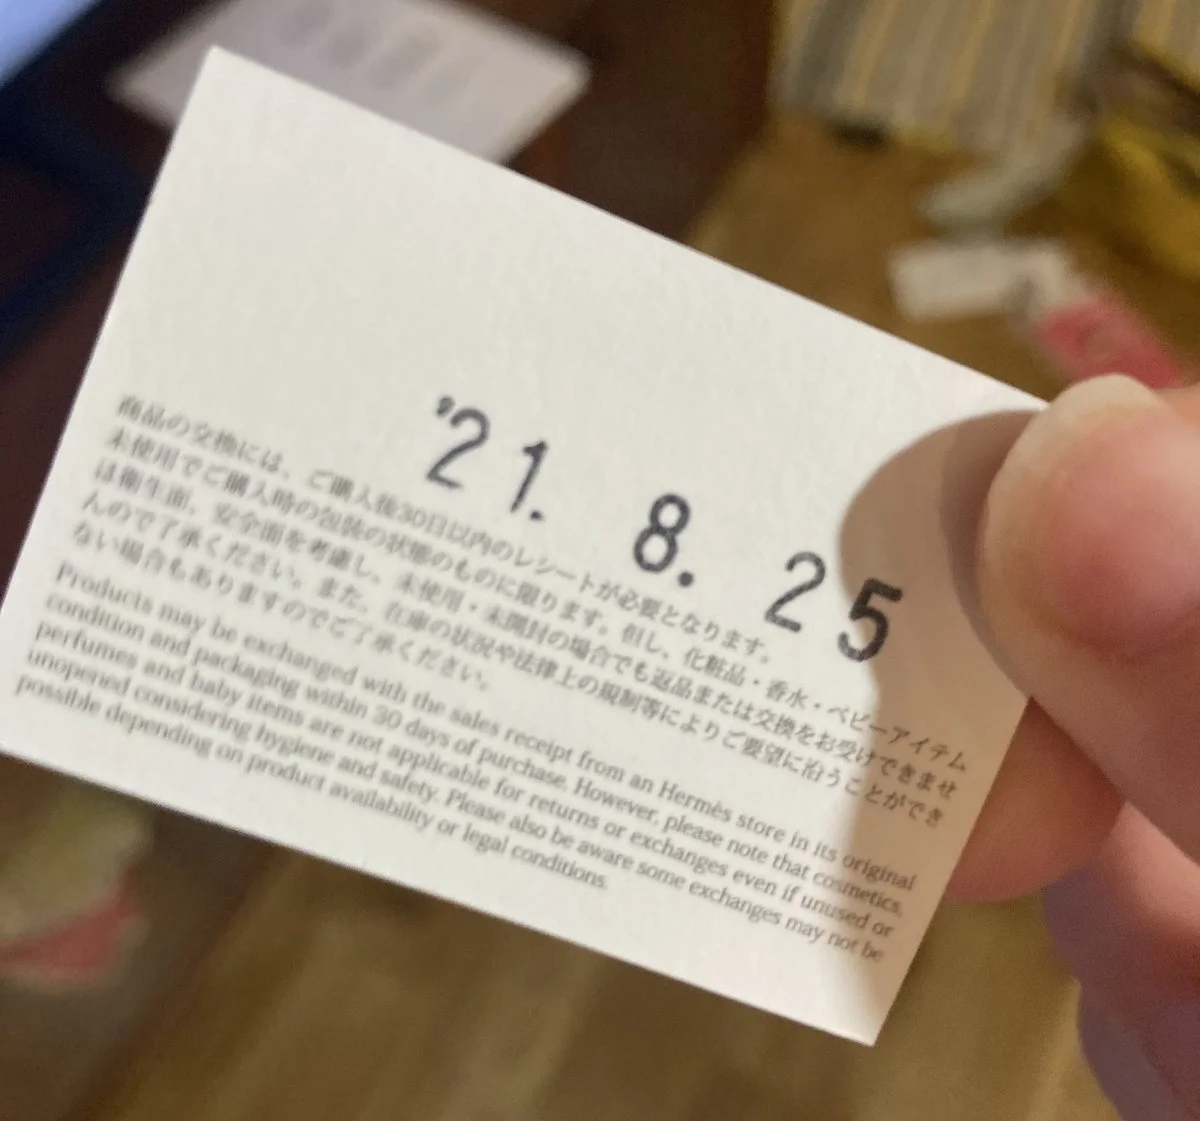 '21. 8. 25
商品の交換には、ご購入後30日以内のレシートが必要となります。
未使用でご購入時の包装の状態のものに限ります。但し、化粧品・香水・ベビーアイテム
は衛生面、安全面を考慮し、未使用・未開封の場合でも返品または交換をお受けできませ
んので了承ください。また、在庫の状況や法律上の規制等によりご要望に沿うことができ
ない場合もありますのでご了承ください。
Products may be exchanged with the sales receipt from an Hermès store in its original
condition and packaging within 30 days of purchase. However, please note that cosmetics,
perfumes and baby items are not applicable for returns or exchanges even if unused or
unopened considering hygiene and safety. Please also be aware some exchanges may not be
possible depending on product availability or legal conditions.